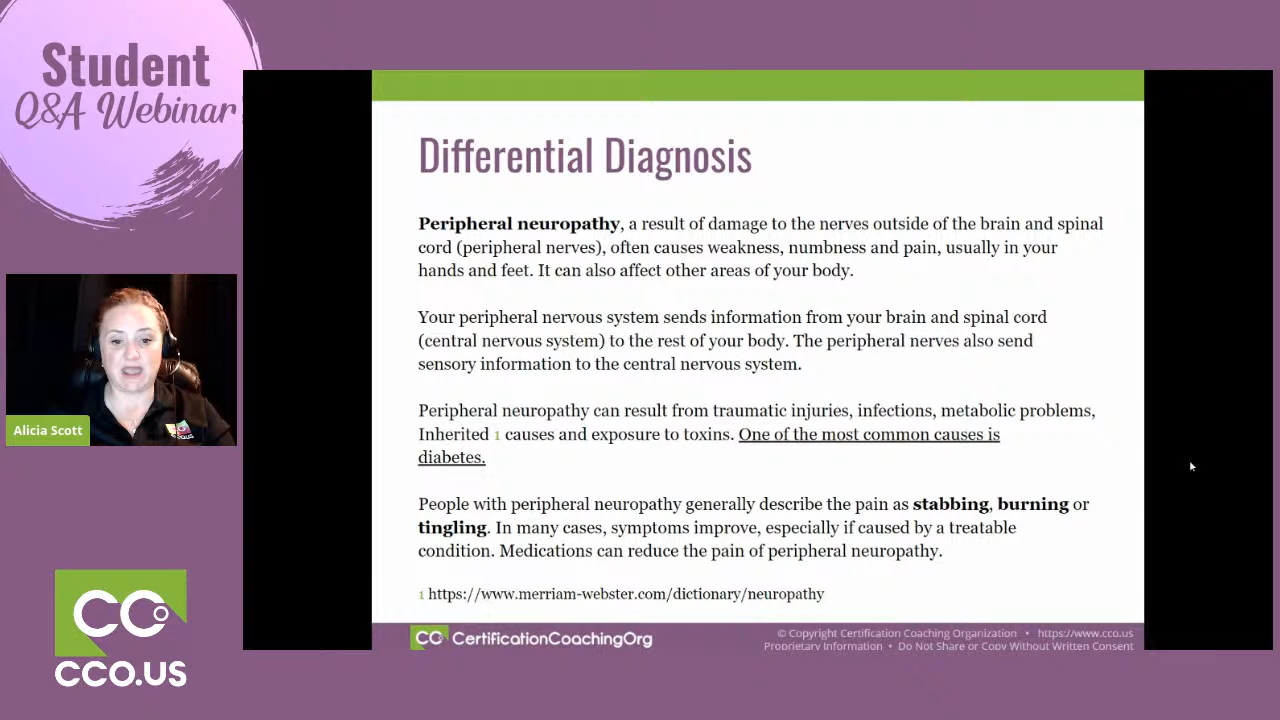 Student
Q&A Webinar
Differential Diagnosis
Peripheral neuropathy, a result of damage to the nerves outside of the brain and spinal
cord (peripheral nerves), often causes weakness, numbness and pain, usually in your
hands and feet. It can also affect other areas of your body.
Your peripheral nervous system sends information from your brain and spinal cord
(central nervous system) to the rest of your body. The peripheral nerves also send
sensory information to the central nervous system.
Peripheral neuropathy can result from traumatic injuries, infections, metabolic problems,
Inherited 1 causes and exposure to toxins. One of the most common causes is
diabetes.
People with peripheral neuropathy generally describe the pain as stabbing, burning or
tingling. In many cases, symptoms improve, especially if caused by a treatable
condition. Medications can reduce the pain of peripheral neuropathy.
1 https://www.merriam-webster.com/dictionary/neuropathy
CCO CertificationCoachingOrg
© Copyright Certification Coaching Organization • https://www.cco.us
Proprietary Information • Do Not Share or Copy Without Written Consent
Alicia Scott
CCO
CCO.US